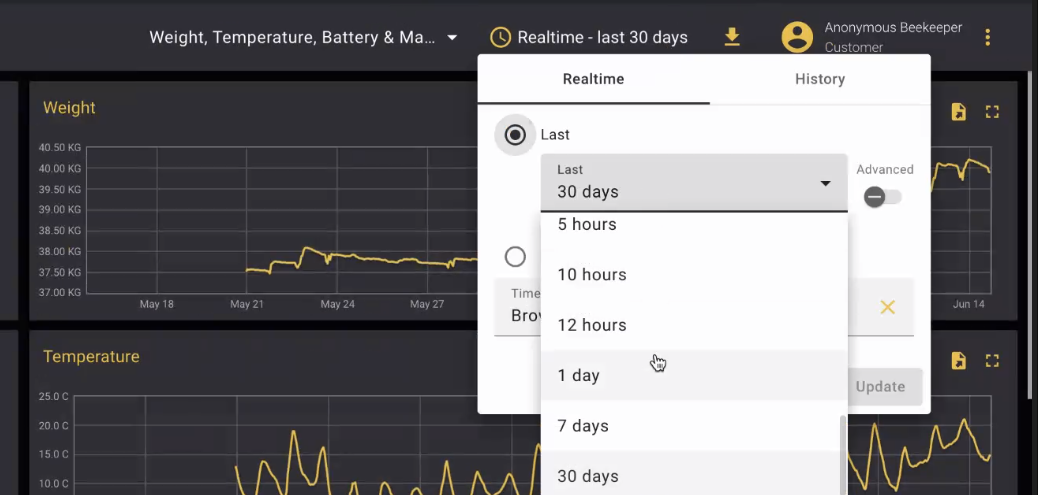 Weight, Temperature, Battery & Ma...
Realtime - last 30 days
Anonymous Beekeeper
Customer
Realtime
History
Weight
40.50 KG
40.00 KG
39.50 KG
39.00 KG
38.50 KG
38.00 KG
37.50 KG
37.00 KG
May 18
May 21
May 24
May 27
Jun 14
Last
Last
30 days
Advanced
5 hours
10 hours
12 hours
1 day
7 days
30 days
Time
Update
Temperature
25.0 C
20.0 C
15.0 C
10.0 C